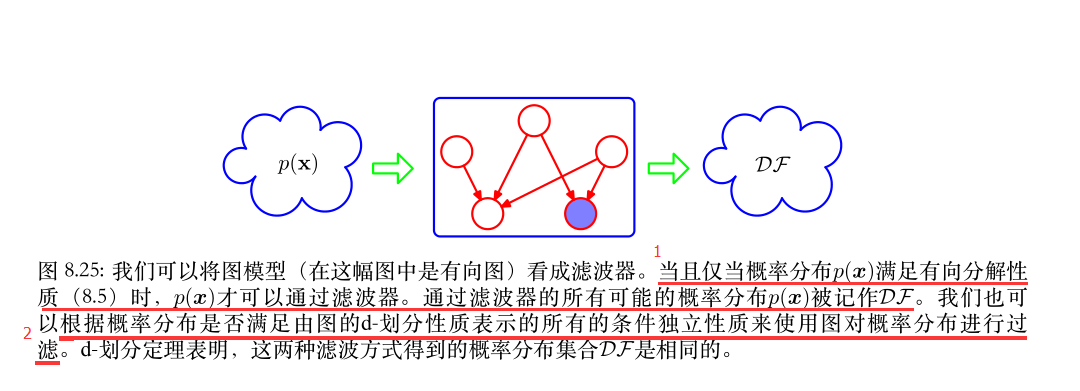 p(x)
DF
1
图 8.25: 我们可以将图模型（在这幅图中是有向图）看成滤波器。当且仅当概率分布p(x)满足有向分解性
质（8.5）时，p(x)才可以通过滤波器。通过滤波器的所有可能的概率分布p(x)被记作DF。我们也可
2
以根据概率分布是否满足由图的d-划分性质表示的所有的条件独立性质来使用图对概率分布进行过
滤。d-划分定理表明，这两种滤波方式得到的概率分布集合DF是相同的。